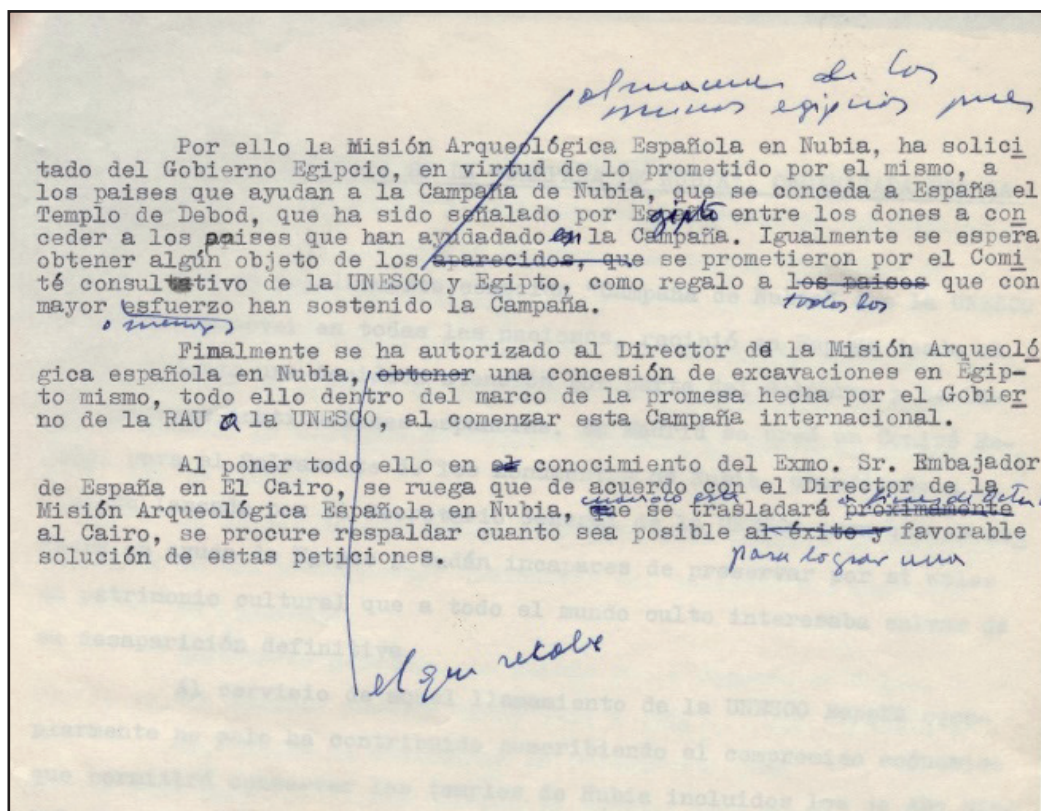 almacenes de los
museos egipcios pues
Por ello la Misión Arqueológica Española en Nubia, ha solici
tado del Gobierno Egipcio, en virtud de lo prometido por el mismo, a
los paises que ayudan a la Campaña de Nubia, que se conceda a España el
Templo de Debod, que ha sido señalado por Egipto entre los dones a con
ceder a los paises que han ayudadado en la Campaña. Igualmente se espera
obtener algún objeto de los aparecidos, que se prometieron por el Comi
té consultativo de la UNESCO y Egipto, como regalo a los paises que con
todos los
mayor esfuerzo han sostenido la Campaña.
o menor
Finalmente se ha autorizado al Director de la Misión Arqueoló
gica española en Nubia, obtener una concesión de excavaciones en Egip-
to mismo, todo ello dentro del marco de la promesa hecha por el Gobier
no de la RAU a la UNESCO, al comenzar esta Campaña internacional.
Al poner todo ello en el conocimiento del Exmo. Sr. Embajador
de España en El Cairo, se ruega que de acuerdo con el Director de la
cuando este a fines de
Misión Arqueológica Española en Nubia, que se trasladará próximamente
al Cairo, se procure respaldar cuanto sea posible al éxito y favorable
para lograr una
solución de estas peticiones.
el que recabe